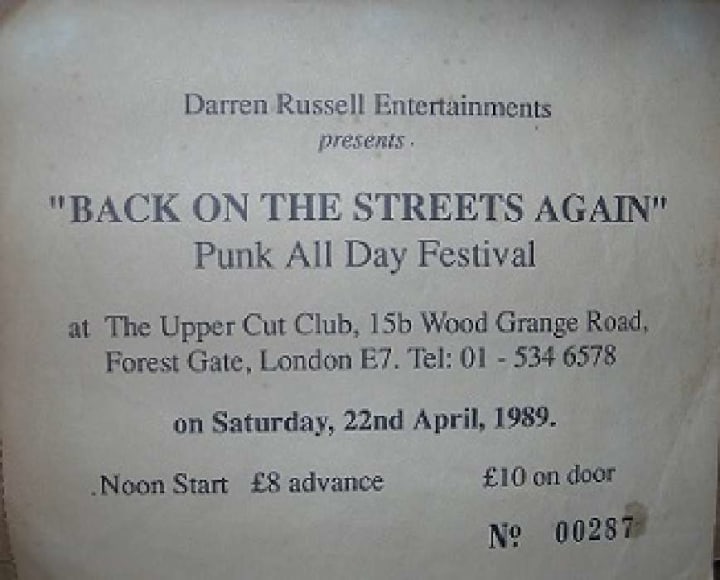 Darren Russell Entertainments
presents.
"BACK ON THE STREETS AGAIN"
Punk All Day Festival
at The Upper Cut Club, 15b Wood Grange Road,
Forest Gate, London E7. Tel: 01 - 534 6578
on Saturday, 22nd April, 1989.
.Noon Start £8 advance £10 on door
Nº 00287